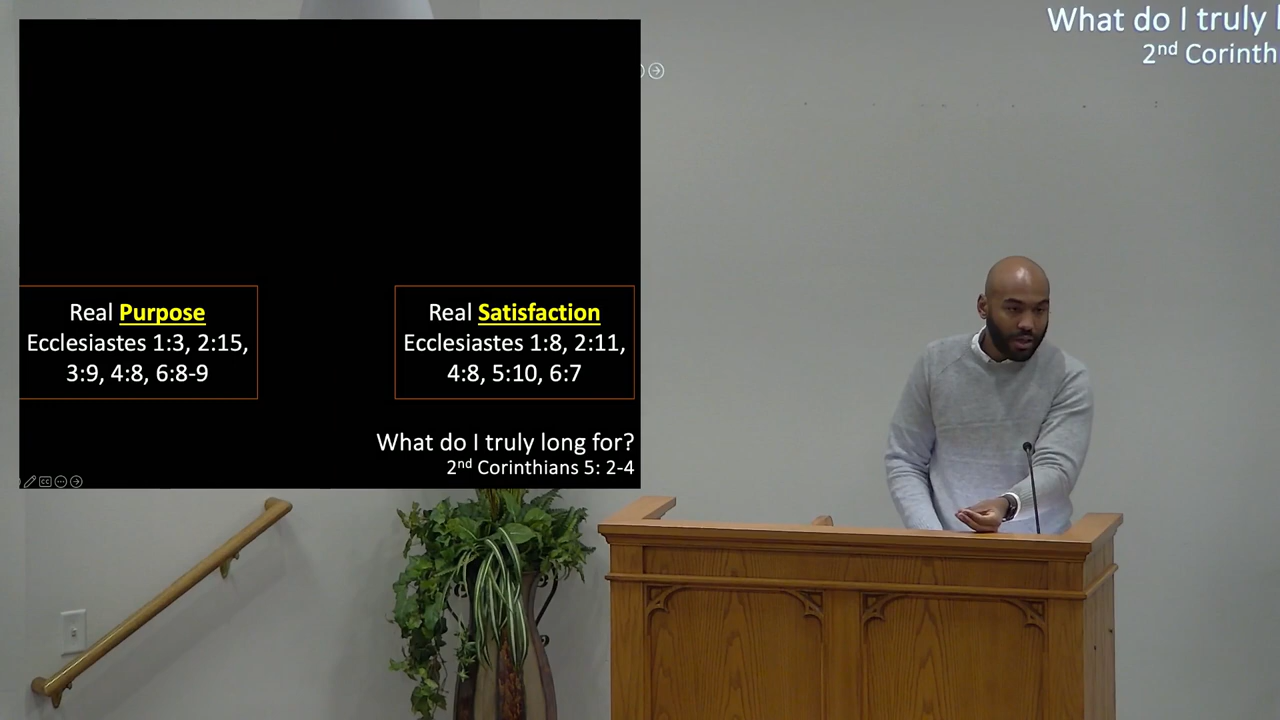 What do I truly
2nd Corinth
Real Purpose
Ecclesiastes 1:3, 2:15,
3:9, 4:8, 6:8-9
Real Satisfaction
Ecclesiastes 1:8, 2:11,
4:8, 5:10, 6:7
What do I truly long for?
2nd Corinthians 5: 2-4
CC